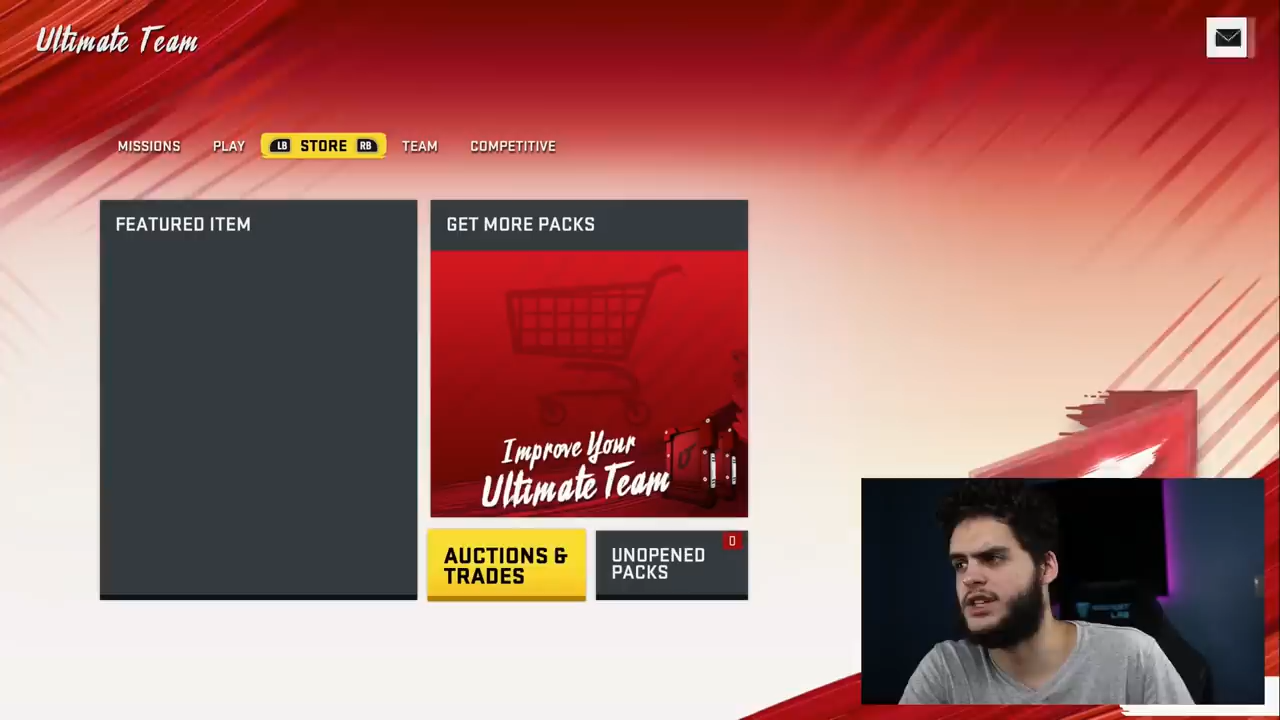 Ultimate Team
MISSIONS
PLAY
LB STORE RB
TEAM
COMPETITIVE
FEATURED ITEM
GET MORE PACKS
Improve Your
Ultimate Team
AUCTIONS &
TRADES
UNOPENED
PACKS
0